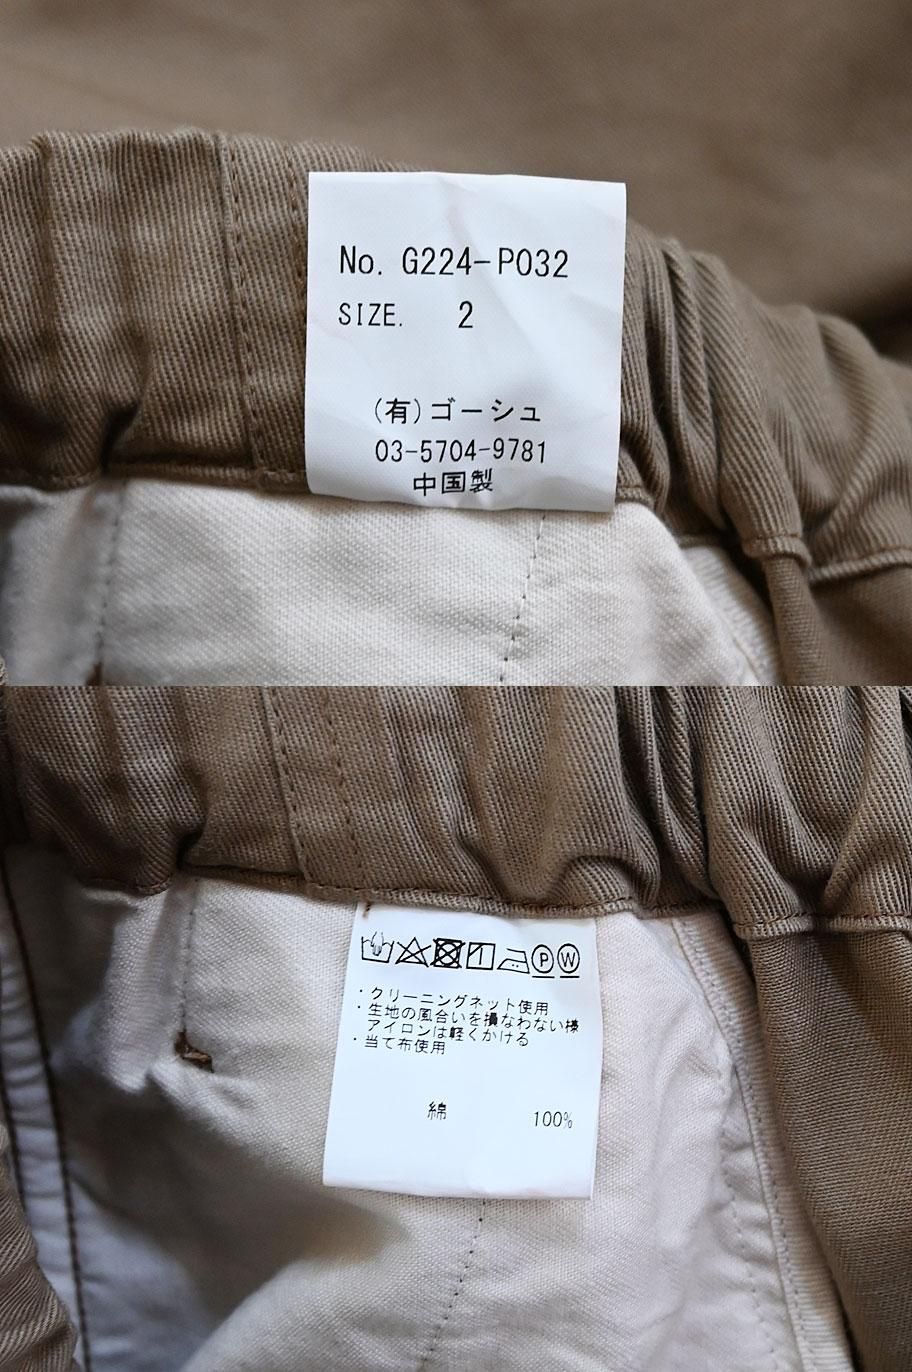 No. G224-P032
SIZE. 2
(有)ゴーシュ
03-5704-9781
中国製
P W
・クリーニングネット使用
・生地の風合いを損なわない様
アイロンは軽くかける
・当て布使用
綿 100%